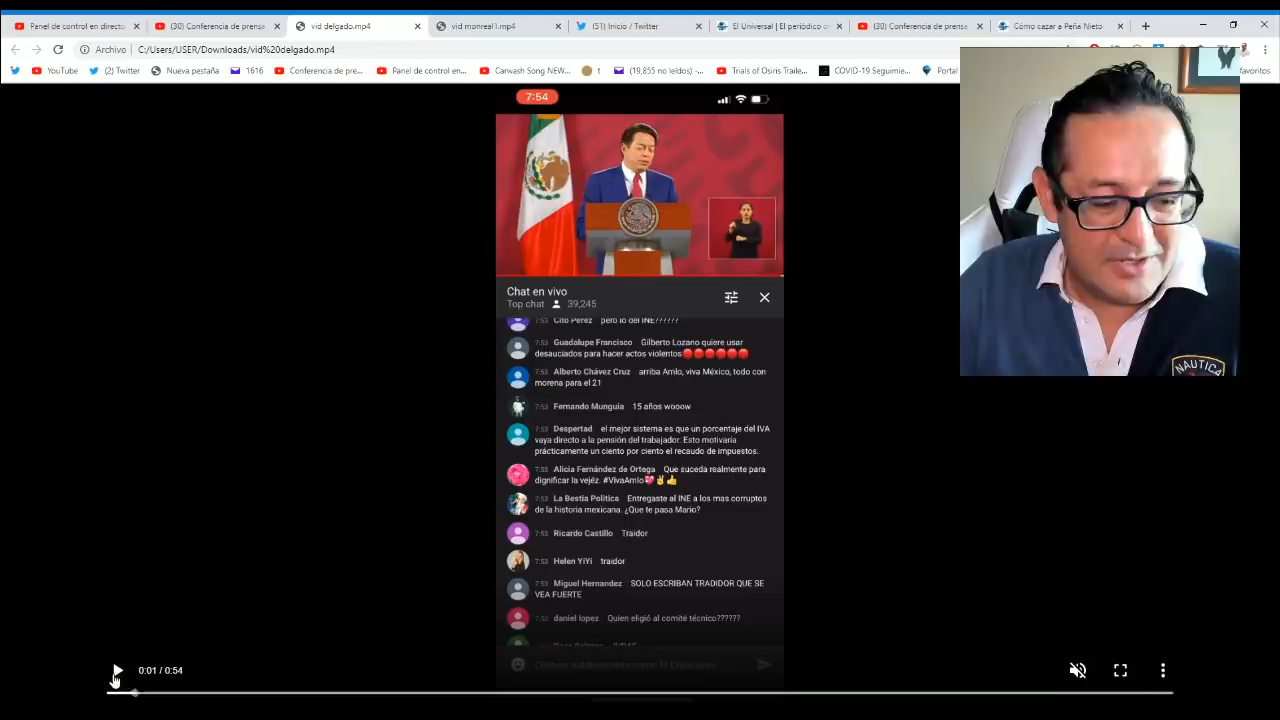 Panel de control en directo
(30) Conferencia de prensa
vid delgado.mp4
vid monreal1.mp4
(51) Inicio / Twitter
El Universal | El periódico
(30) Conferencia de prensa
Cómo cazar a Peña Nieto
Archivo
C:/Users/USER/Downloads/vid%20delgado.mp4
YouTube
(2) Twitter
Nueva pestaña
1616
Conferencia de pre...
Panel de control en...
Carwash Song NEW...
t
(19,855 no leídos) -...
Trials of Osiris Traile...
COVID-19 Seguimie...
Portal
favoritos
7:54
Chat en vivo
Top chat 39,245
Cito Perez pero lo del INE??????
7:53 Guadalupe Francisco Gilberto Lozano quiere usar
desauciados para hacer actos violentos🔴🔴🔴🔴🔴🔴
7:53 Alberto Chávez Cruz arriba Amlo, viva México, todo con
morena para el 21
7:53 Fernando Munguia 15 años wooow
7:53 Despertad el mejor sistema es que un porcentaje del IVA
vaya directo a la pensión del trabajador. Esto motivaría
prácticamente un ciento por ciento el recaudo de impuestos.
7:53 Alicia Fernández de Ortega Que suceda realmente para
dignificar la vejéz. #VivaAmlo💖✌👍
7:53 La Bestia Politica Entregaste el INE a los mas corruptos
de la historia mexicana. ¿Que te pasa Mario?
7:53 Ricardo Castillo Traidor
7:53 Helen YiYi traidor
7:53 Miguel Hernandez SOLO ESCRIBAN TRADIDOR QUE SE
VEA FUERTE
7:53 daniel lopez Quien eligió al comité técnico??????
0:01 / 0:54
NAUTICA